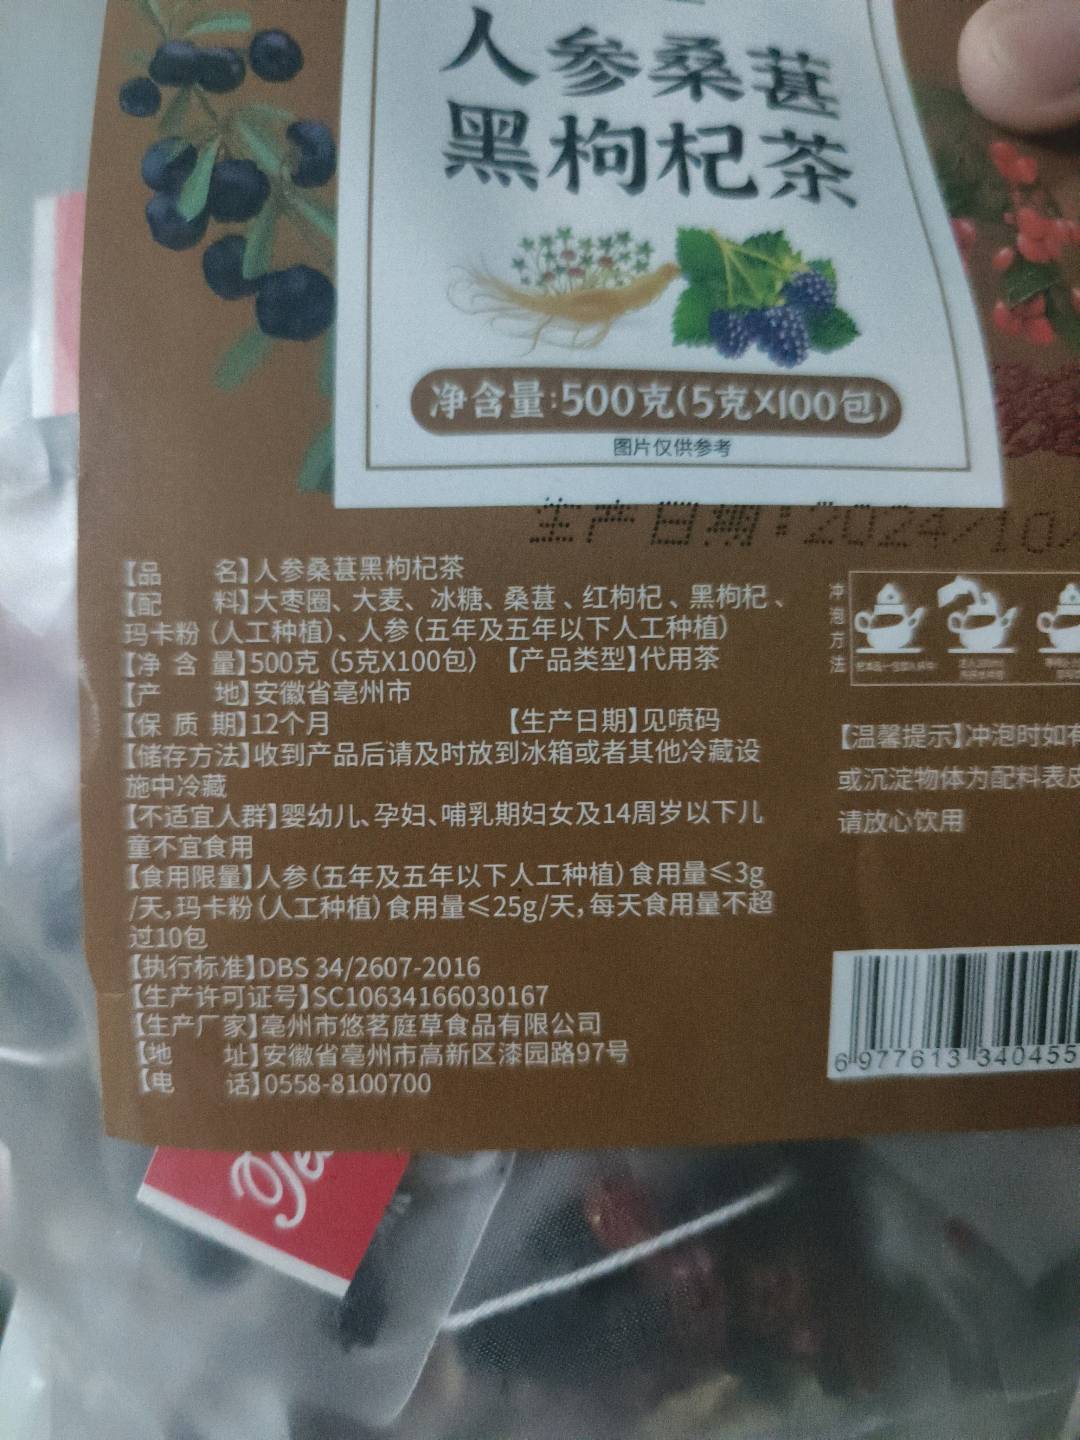 人参桑葚
黑枸杞茶
净含量:500克(5克X100包)
图片仅供参考
生产日期:2024/10/
【品 名】人参桑葚黑枸杞茶
【配 料】大枣圈、大麦、冰糖、桑葚、红枸杞、黑枸杞、
玛卡粉(人工种植)、人参(五年及五年以下人工种植)
【净 含 量】500克(5克X100包) 【产品类型】代用茶
【产 地】安徽省亳州市
【保 质 期】12个月 【生产日期】见喷码
【储存方法】收到产品后请及时放到冰箱或者其他冷藏设
施中冷藏
【不适宜人群】婴幼儿、孕妇、哺乳期妇女及14周岁以下儿
童不宜食用
【食用限量】人参(五年及五年以下人工种植)食用量≤3g
/天,玛卡粉(人工种植)食用量≤25g/天,每天食用量不超
过10包
【执行标准】DBS 34/2607-2016
【生产许可证号】SC10634166030167
【生产厂家】亳州市悠茗庭草食品有限公司
【地 址】安徽省亳州市高新区漆园路97号
【电 话】0558-8100700
冲泡方法
【温馨提示】冲泡时如有
或沉淀物体为配料表皮
请放心饮用
6 977613 340455
Tea